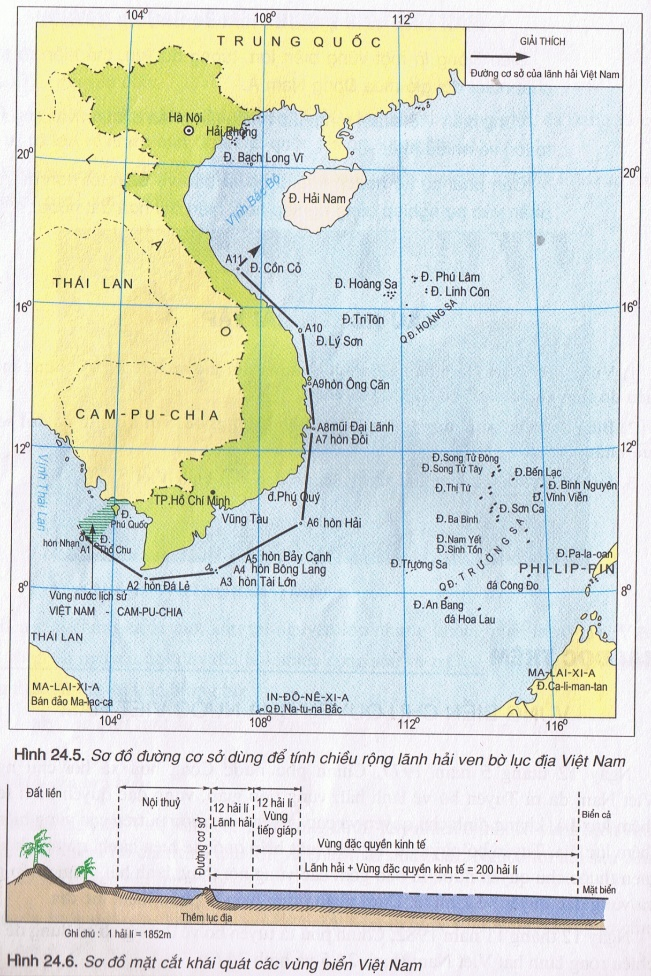 104°
108°
112°
TRUNG QUỐC
GIẢI THÍCH
Đường cơ sở của lãnh hải Việt Nam
Hà Nội
Hải Phòng
Đ. Bạch Long Vĩ
20°
20°
L
À
O
Vịnh Bắc Bộ
Đ. Hải Nam
A11
Đ. Cồn Cỏ
THÁI LAN
Đ. Hoàng Sa
Đ. Phú Lâm
Đ. Linh Côn
16°
16°
Đ.TriTôn
QĐ.HOÀNG SA
A10
Đ. Lý Sơn
A9hòn Ông Căn
CAM-PU-CHIA
A8mũi Đại Lãnh
A7 hòn Đôi
12°
12°
Vịnh Thái Lan
Đ.Song Tử Đông
Đ.Song Tử Tây
Đ.Bến Lạc
Đ. Bình Nguyên
Đ. Vĩnh Viễn
Đ.Thị Tứ
TP.Hồ Chí Minh
đ.Phú Quý
Đ. Sơn Ca
Đ. Phú Quốc
Vũng Tàu
A6 hòn Hải
Đ.Ba Bình
Đ.Nam Yết
Đ.Sinh Tồn
hòn Nhạn
A1
Đ. Thổ Chu
A5 hòn Bảy Cạnh
A4 hòn Bông Lang
A3 hòn Tài Lớn
A2 hòn Đá Lẻ
Đ.Trường Sa
QĐ.TRƯỜNG SA
Đ.Pa-la-oan
PHI-LIP-PIN
8°
8°
đá Công Đo
Vùng nước lịch sử
VIỆT NAM - CAM-PU-CHIA
Đ.An Bang
đá Hoa Lau
THÁI LAN
MA-LAI-XI-A
Bán đảo Ma-lạc-ca
IN-ĐÔ-NÊ-XI-A
QĐ.Na-tu-na Bắc
MA-LAI-XI-A
Đ.Ca-li-man-tan
104°
108°
112°
116°
Hình 24.5. Sơ đồ đường cơ sở dùng để tính chiều rộng lãnh hải ven bờ lục địa Việt Nam
Đất liền
Nội thuỷ
Đường cơ sở
12 hải lí
Lãnh hải
12 hải lí
Vùng
tiếp giáp
Biển cả
Vùng đặc quyền kinh tế
Lãnh hải + Vùng đặc quyền kinh tế = 200 hải lí
Mặt biển
Thềm lục địa
Ghi chú : 1 hải lí = 1852m
Hình 24.6. Sơ đồ mặt cắt khái quát các vùng biển Việt Nam